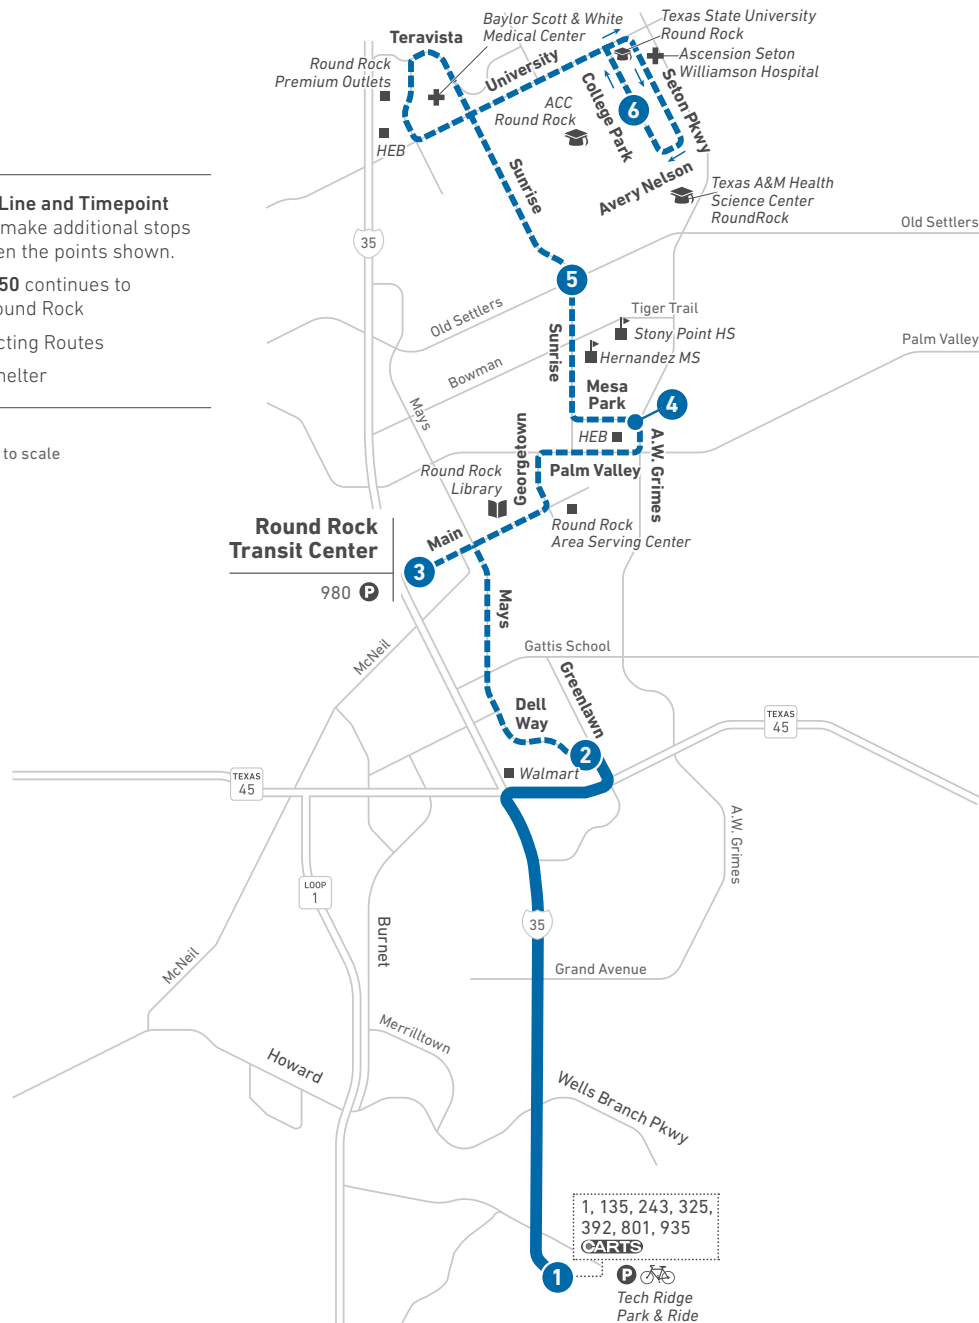 Baylor Scott & White
Medical Center
Texas State University
Round Rock
Ascension Seton
Williamson Hospital
Teravista
Round Rock
Premium Outlets
University
ACC
Round Rock
College Park
6
Seton Pkwy
HEB
Sunrise
Avery Nelson
Texas A&M Health
Science Center
RoundRock
Line and Timepoint
make additional stops
en the points shown.
50 continues to
ound Rock
cting Routes
helter
to scale
35
Old Settlers
5
Old Settlers
Tiger Trail
Stony Point HS
Hernandez MS
Palm Valley
Sunrise
Bowman
Mays
Mesa
Park
4
HEB
Georgetown
Palm Valley
A.W. Grimes
Round Rock
Library
Round Rock
Area Serving Center
Round Rock
Transit Center
980 P
Main
3
Mays
McNeil
Gattis School
Greenlawn
Dell
Way
2
Walmart
TEXAS
45
TEXAS
45
LOOP
1
A.W. Grimes
Burnet
35
McNeil
Grand Avenue
Merrilltown
Howard
Wells Branch Pkwy
1, 135, 243, 325,
392, 801, 935
CARTS
1
P
Tech Ridge
Park & Ride